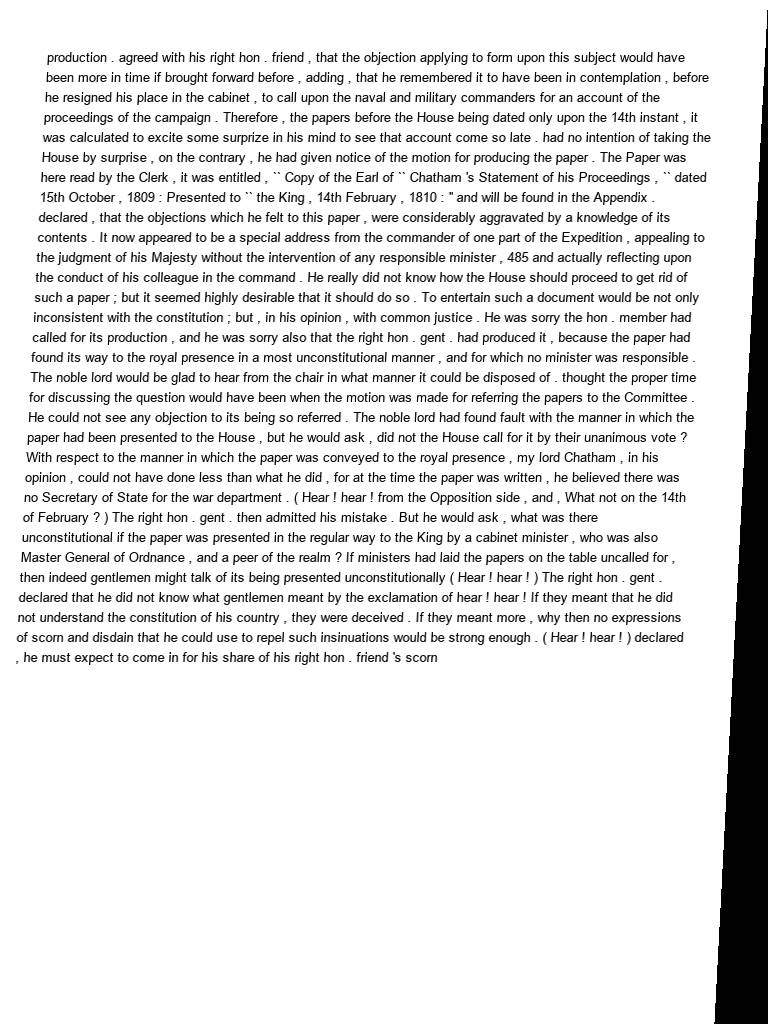 production . agreed with his right hon . friend , that the objection applying to form upon this subject would have
been more in time if brought forward before , adding , that he remembered it to have been in contemplation , before
he resigned his place in the cabinet , to call upon the naval and military commanders for an account of the
proceedings of the campaign . Therefore , the papers before the House being dated only upon the 14th instant , it
was calculated to excite some surprize in his mind to see that account come so late . had no intention of taking the
House by surprise , on the contrary , he had given notice of the motion for producing the paper . The Paper was
here read by the Clerk , it was entitled , `` Copy of the Earl of `` Chatham 's Statement of his Proceedings , `` dated
15th October , 1809 : Presented to `` the King , 14th February , 1810 : " and will be found in the Appendix .
declared , that the objections which he felt to this paper , were considerably aggravated by a knowledge of its
contents . It now appeared to be a special address from the commander of one part of the Expedition , appealing to
the judgment of his Majesty without the intervention of any responsible minister , 485 and actually reflecting upon
the conduct of his colleague in the command . He really did not know how the House should proceed to get rid of
such a paper ; but it seemed highly desirable that it should do so . To entertain such a document would be not only
inconsistent with the constitution ; but , in his opinion , with common justice . He was sorry the hon . member had
called for its production , and he was sorry also that the right hon . gent . had produced it , because the paper had
found its way to the royal presence in a most unconstitutional manner , and for which no minister was responsible .
The noble lord would be glad to hear from the chair in what manner it could be disposed of . thought the proper time
for discussing the question would have been when the motion was made for referring the papers to the Committee .
He could not see any objection to its being so referred . The noble lord had found fault with the manner in which the
paper had been presented to the House , but he would ask , did not the House call for it by their unanimous vote ?
With respect to the manner in which the paper was conveyed to the royal presence , my lord Chatham , in his
opinion , could not have done less than what he did , for at the time the paper was written , he believed there was
no Secretary of State for the war department . ( Hear ! hear ! from the Opposition side , and , What not on the 14th
of February ? ) The right hon . gent . then admitted his mistake . But he would ask , what was there
unconstitutional if the paper was presented in the regular way to the King by a cabinet minister , who was also
Master General of Ordnance , and a peer of the realm ? If ministers had laid the papers on the table uncalled for ,
then indeed gentlemen might talk of its being presented unconstitutionally ( Hear ! hear ! ) The right hon . gent .
declared that he did not know what gentlemen meant by the exclamation of hear ! hear ! If they meant that he did
not understand the constitution of his country , they were deceived . If they meant more , why then no expressions
of scorn and disdain that he could use to repel such insinuations would be strong enough . ( Hear ! hear ! ) declared
, he must expect to come in for his share of his right hon . friend 's scorn